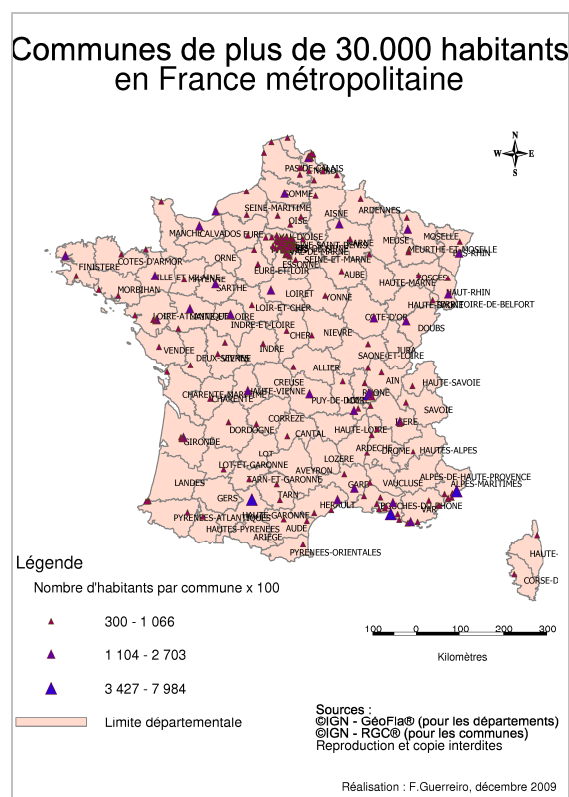 Communes de plus de 30.000 habitants
en France métropolitaine
N
W E
S
PAS-DE-CALAIS
NORD
SOMME
SEINE-MARITIME
AISNE
ARDENNES
OISE
MANCHE
CALVADOS
EURE
MEUSE
MOSELLE
MEURTHE-ET-MOSELLE
BAS-RHIN
FINISTERE
COTES-D'ARMOR
ORNE
ESSONNE
SEINE-ET-MARNE
EURE-ET-LOIR
AUBE
VOSGES
HAUTE-MARNE
MORBIHAN
SARTHE
LOIRET
YONNE
HAUT-RHIN
TERRITOIRE-DE-BELFORT
LOIR-ET-CHER
COTE-D'OR
INDRE-ET-LOIRE
DOUBS
CHER
NIEVRE
VENDEE
INDRE
JURA
SAONE-ET-LOIRE
ALLIER
CREUSE
AIN
HAUTE-SAVOIE
CHARENTE-MARITIME
CHARENTE
HAUTE-VIENNE
RHONE
SAVOIE
CORREZE
DORDOGNE
ISERE
CANTAL
HAUTE-LOIRE
GIRONDE
ARDECHE
DROME
HAUTES-ALPES
LOT
LOZERE
LOT-ET-GARONNE
AVEYRON
LANDES
TARN-ET-GARONNE
GARD
VAUCLUSE
ALPES-DE-HAUTE-PROVENCE
ALPES-MARITIMES
GERS
TARN
HERAULT
BOUCHES-DU-RHONE
VAR
PYRENEES-ATLANTIQUES
HAUTE-GARONNE
HAUTES-PYRENEES
AUDE
ARIEGE
PYRENEES-ORIENTALES
HAUTE-
CORSE-D
Légende
Nombre d'habitants par commune x 100
300 - 1 066
1 104 - 2 703
3 427 - 7 984
Limite départementale
100 0 100 200 300
Kilomètres
Sources :
©IGN - GéoFla® (pour les départements)
©IGN - RGC® (pour les communes)
Reproduction et copie interdites
Réalisation : F.Guerreiro, décembre 2009